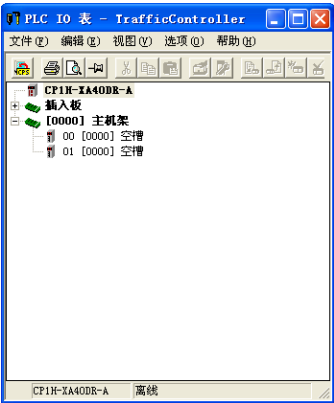 PLC IO 表 - TrafficController
文件(F) 编辑(E) 视图(V) 选项(O) 帮助(H)
CPS
CP1H-XA40DR-A
插入板
[0000] 主机架
00 [0000] 空槽
01 [0000] 空槽
CP1H-XA40DR-A 离线